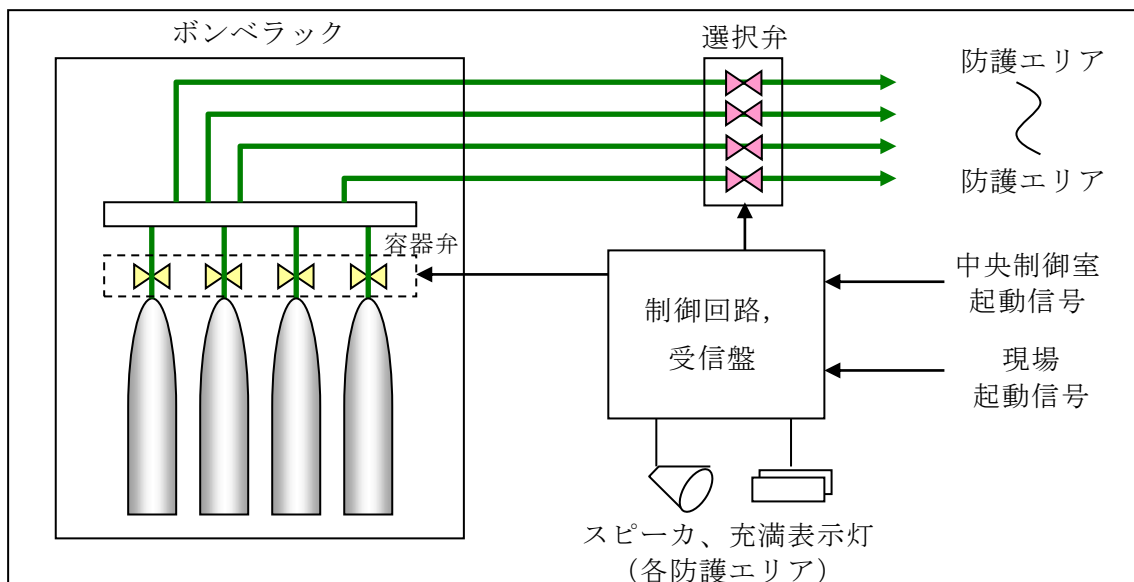 ボンベラック
選択弁
防護エリア
防護エリア
容器弁
中央制御室
起動信号
制御回路,
受信盤
現場
起動信号
スピーカ、充満表示灯
（各防護エリア）